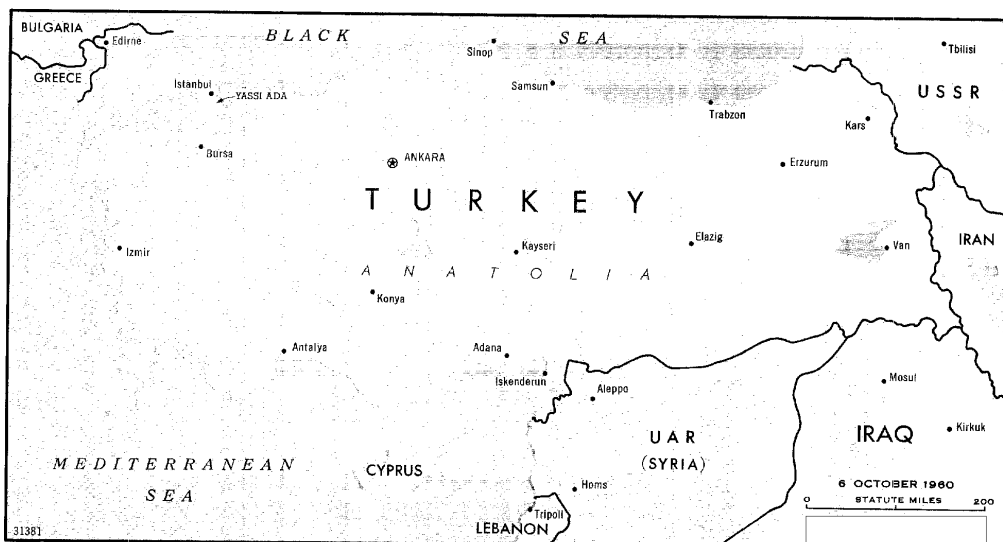 BULGARIA
BLACK SEA
Edirne
Sinop
Tbilisi
GREECE
Istanbul
YASSI ADA
Samsun
USSR
Trabzon
Kars
Bursa
ANKARA
Erzurum
TURKEY
Izmir
Kayseri
Elazig
Van
IRAN
ANATOLIA
Konya
Antalya
Adana
Iskenderun
Aleppo
Mosul
UAR
(SYRIA)
IRAQ
Kirkuk
MEDITERRANEAN
SEA
CYPRUS
Homs
6 OCTOBER 1960
STATUTE MILES
0 200
Tripoli
LEBANON
31381